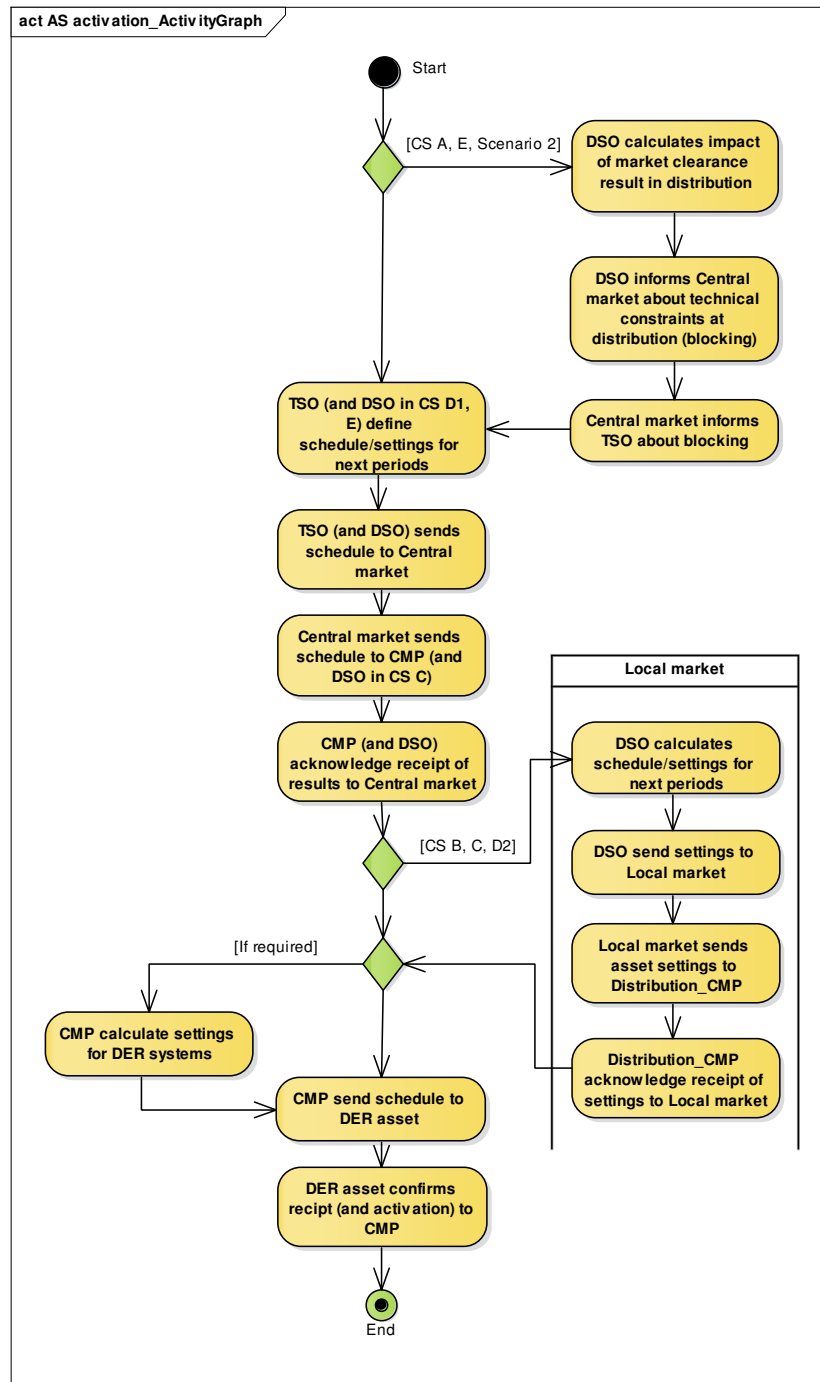 act AS activation_ActivityGraph
Start
[CS A, E, Scenario 2]
DSO calculates impact
of market clearance
result in distribution
DSO informs Central
market about technical
constraints at
distribution (blocking)
Central market informs
TSO about blocking
TSO (and DSO in CS D1,
E) define
schedule/settings for
next periods
TSO (and DSO) sends
schedule to Central
market
Central market sends
schedule to CMP (and
DSO in CS C)
CMP (and DSO)
acknowledge receipt of
results to Central market
[CS B, C, D2]
Local market
DSO calculates
schedule/settings for
next periods
DSO send settings to
Local market
Local market sends
asset settings to
Distribution_CMP
Distribution_CMP
acknowledge receipt of
settings to Local market
[If required]
CMP calculate settings
for DER systems
CMP send schedule to
DER asset
DER asset confirms
recipt (and activation) to
CMP
End